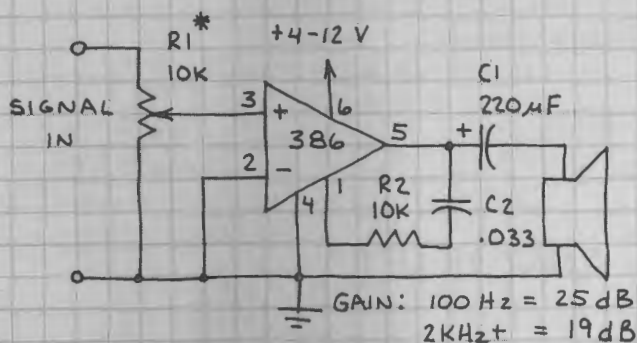 R1*
10K
+4-12 V
C1
220µF
SIGNAL
IN
3
+
6
386
5
+
2
-
4
1
R2
10K
C2
.033
GAIN: 100 Hz = 25 dB
2KHz+ = 19 dB